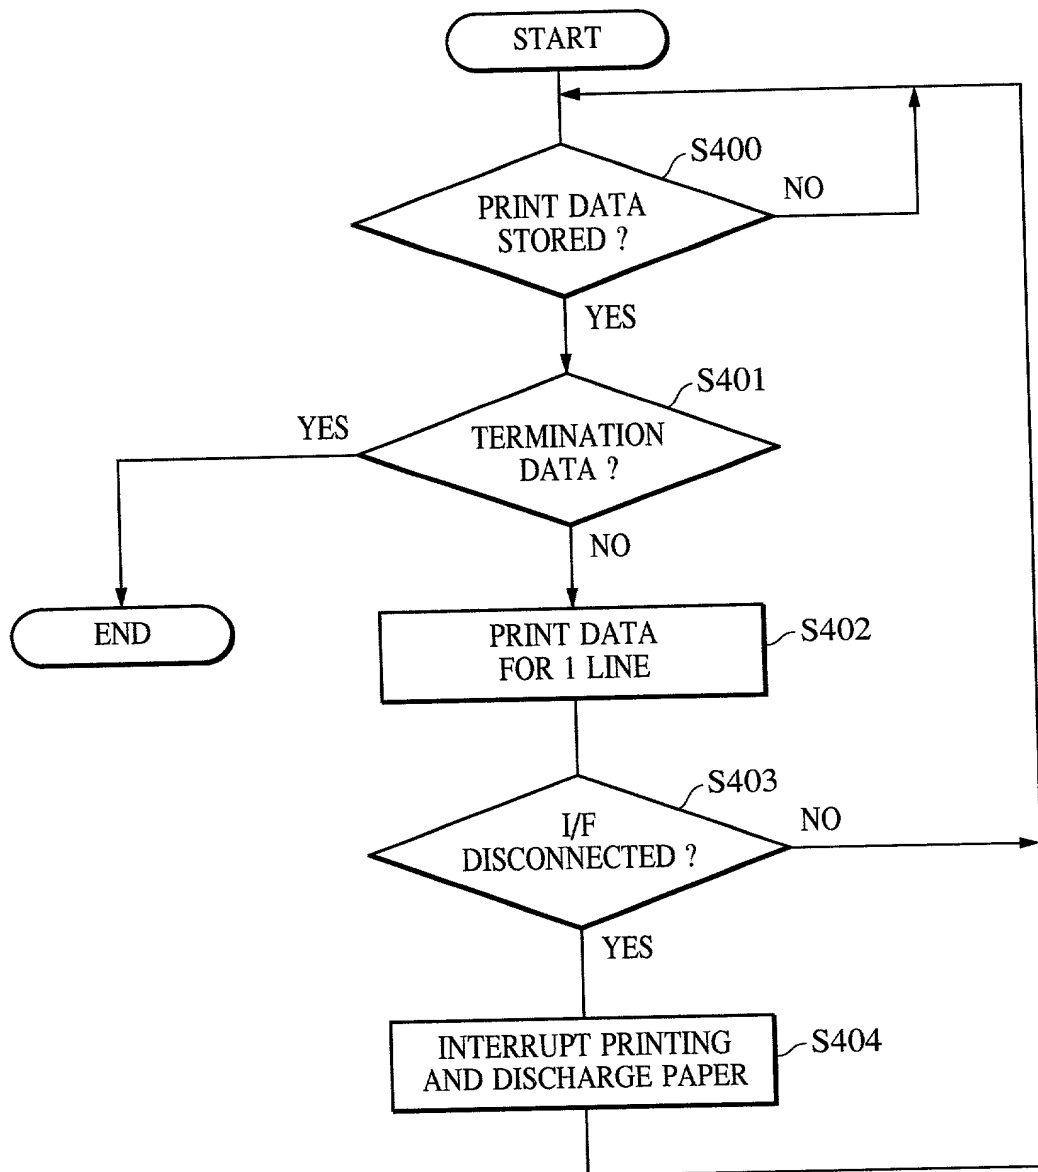 START
S400
PRINT DATA
STORED ?
NO
YES
S401
TERMINATION
DATA ?
YES
NO
END
PRINT DATA
FOR 1 LINE
S402
S403
I/F
DISCONNECTED ?
NO
YES
INTERRUPT PRINTING
AND DISCHARGE PAPER
S404